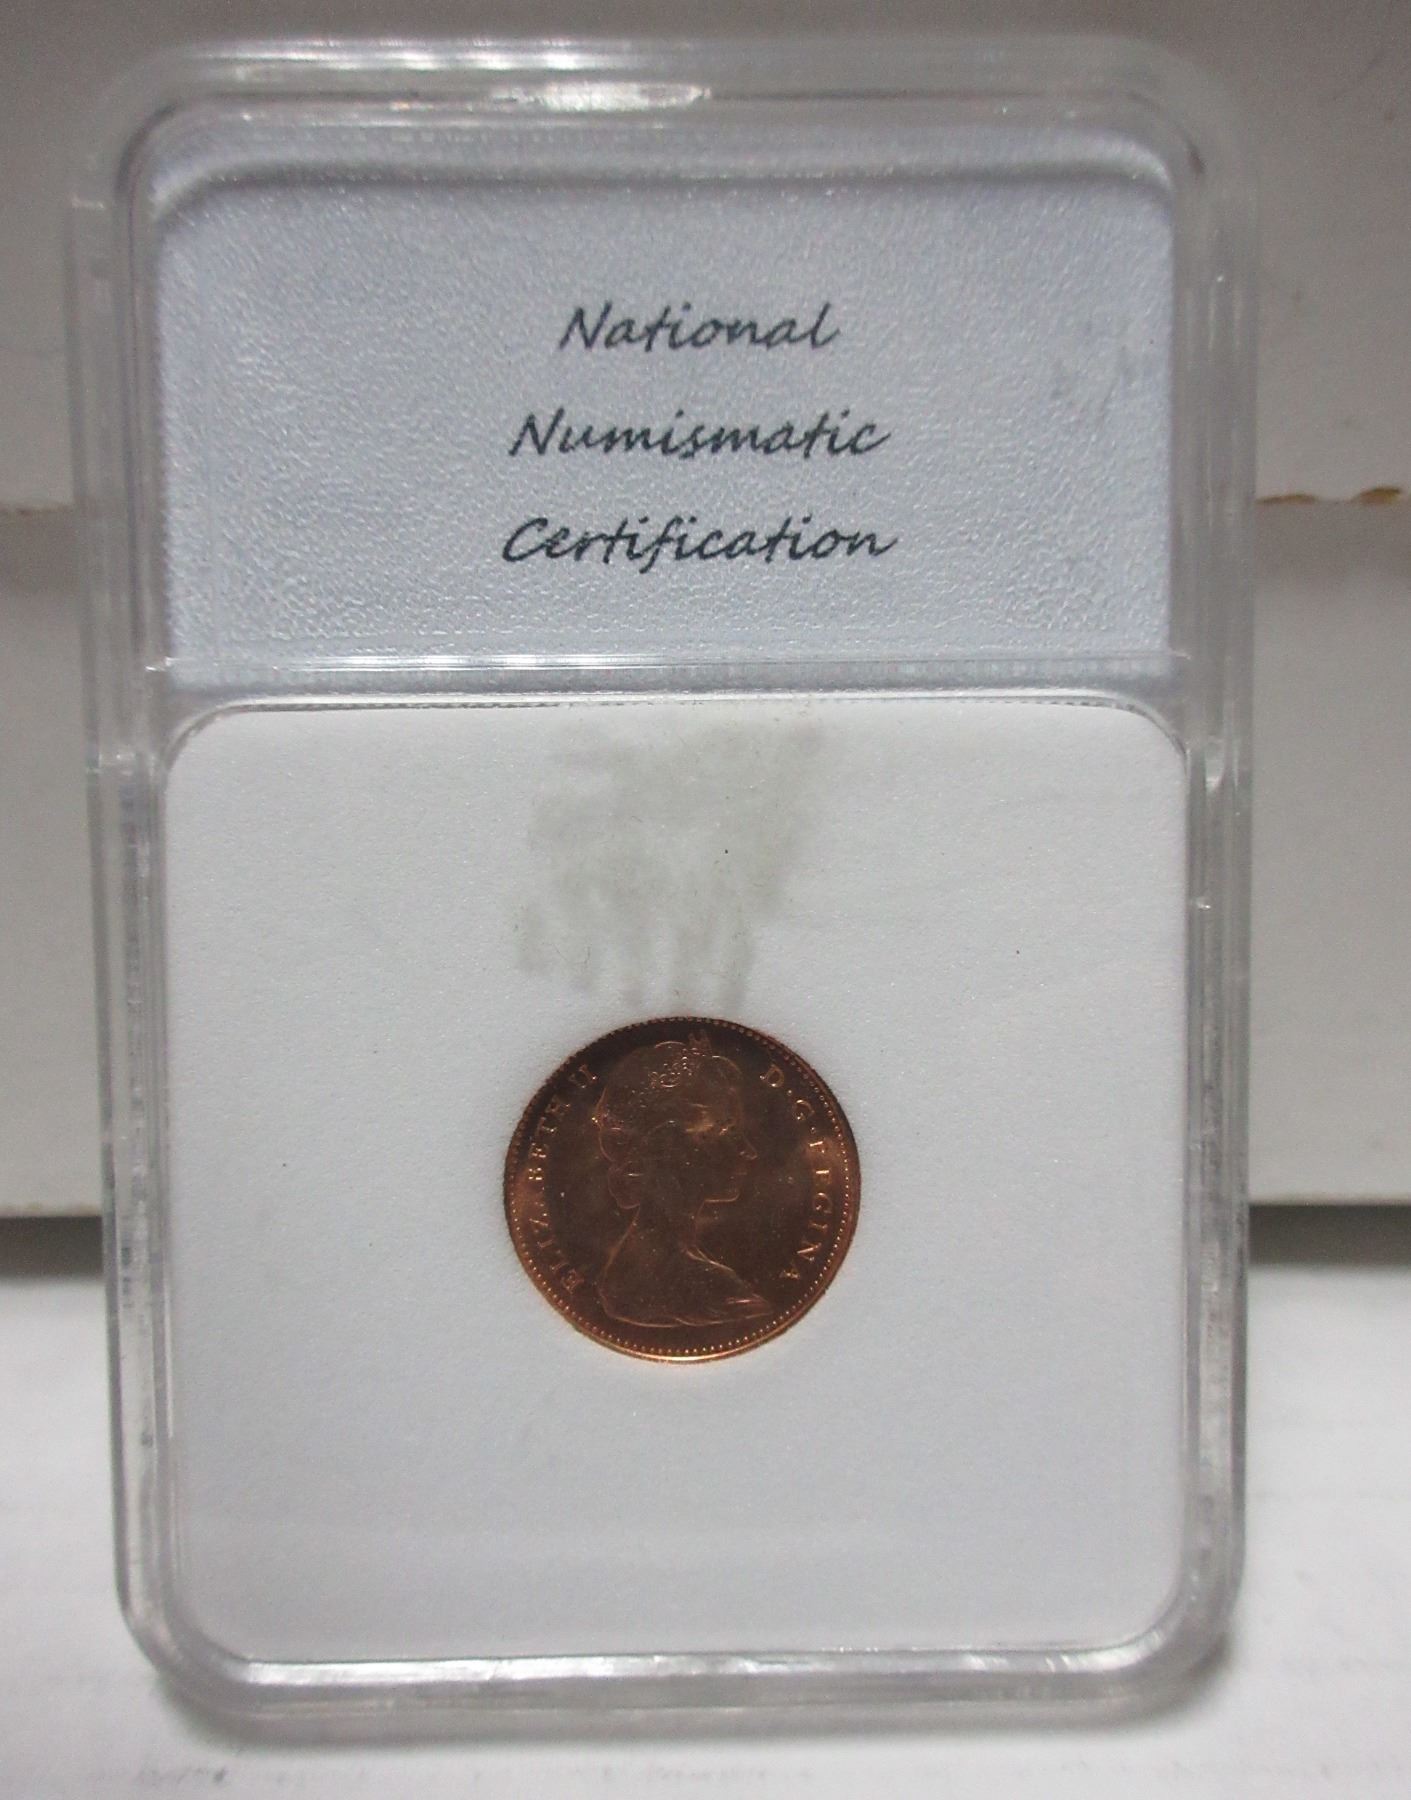 National
Numismatic
Certification
ELIZABETH II D·G·REGINA